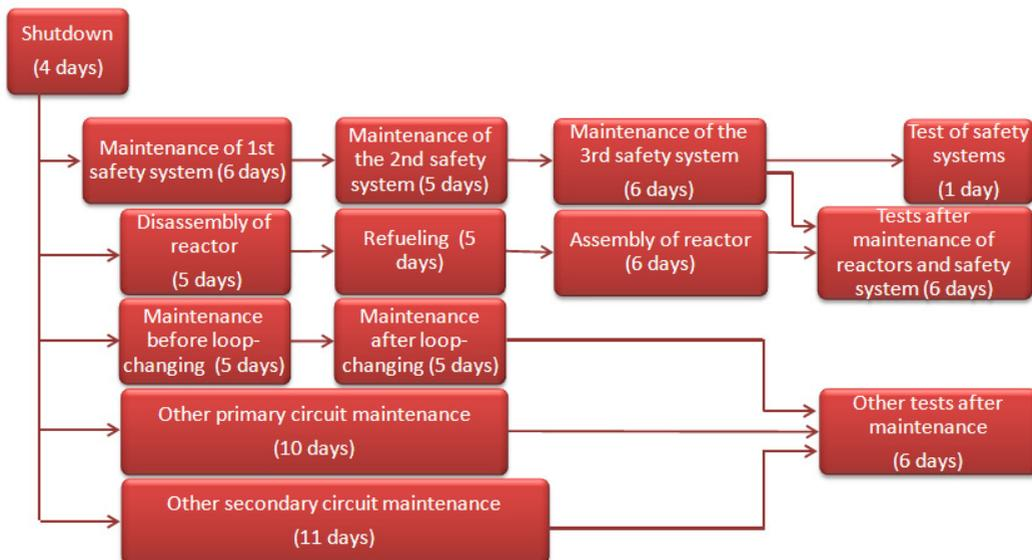 Shutdown
(4 days)
Maintenance of 1st
safety system (6 days)
Maintenance of
the 2nd safety
system (5 days)
Maintenance of the
3rd safety system
(6 days)
Test of safety
systems
(1 day)
Disassembly of
reactor
(5 days)
Refueling (5
days)
Assembly of reactor
(6 days)
Tests after
maintenance of
reactors and safety
system (6 days)
Maintenance
before loop-
changing (5 days)
Maintenance
after loop-
changing (5 days)
Other primary circuit maintenance
(10 days)
Other tests after
maintenance
(6 days)
Other secondary circuit maintenance
(11 days)